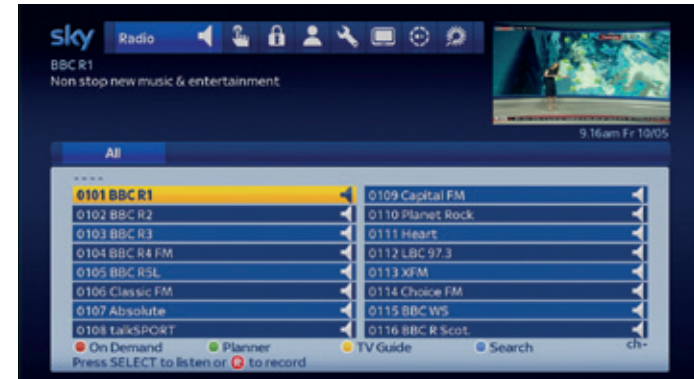 sky Radio
BBC R1
Non stop new music & entertainment
9.16am Fr 10/05
All
----
0101 BBC R1
0102 BBC R2
0103 BBC R3
0104 BBC R4 FM
0105 BBC R5L
0106 Classic FM
0107 Absolute
0108 talkSPORT
0109 Capital FM
0110 Planet Rock
0111 Heart
0112 LBC 97.3
0113 XFM
0114 Choice FM
0115 BBC WS
0116 BBC R Scot.
On Demand Planner TV Guide Search ch-
Press SELECT to listen or R to record